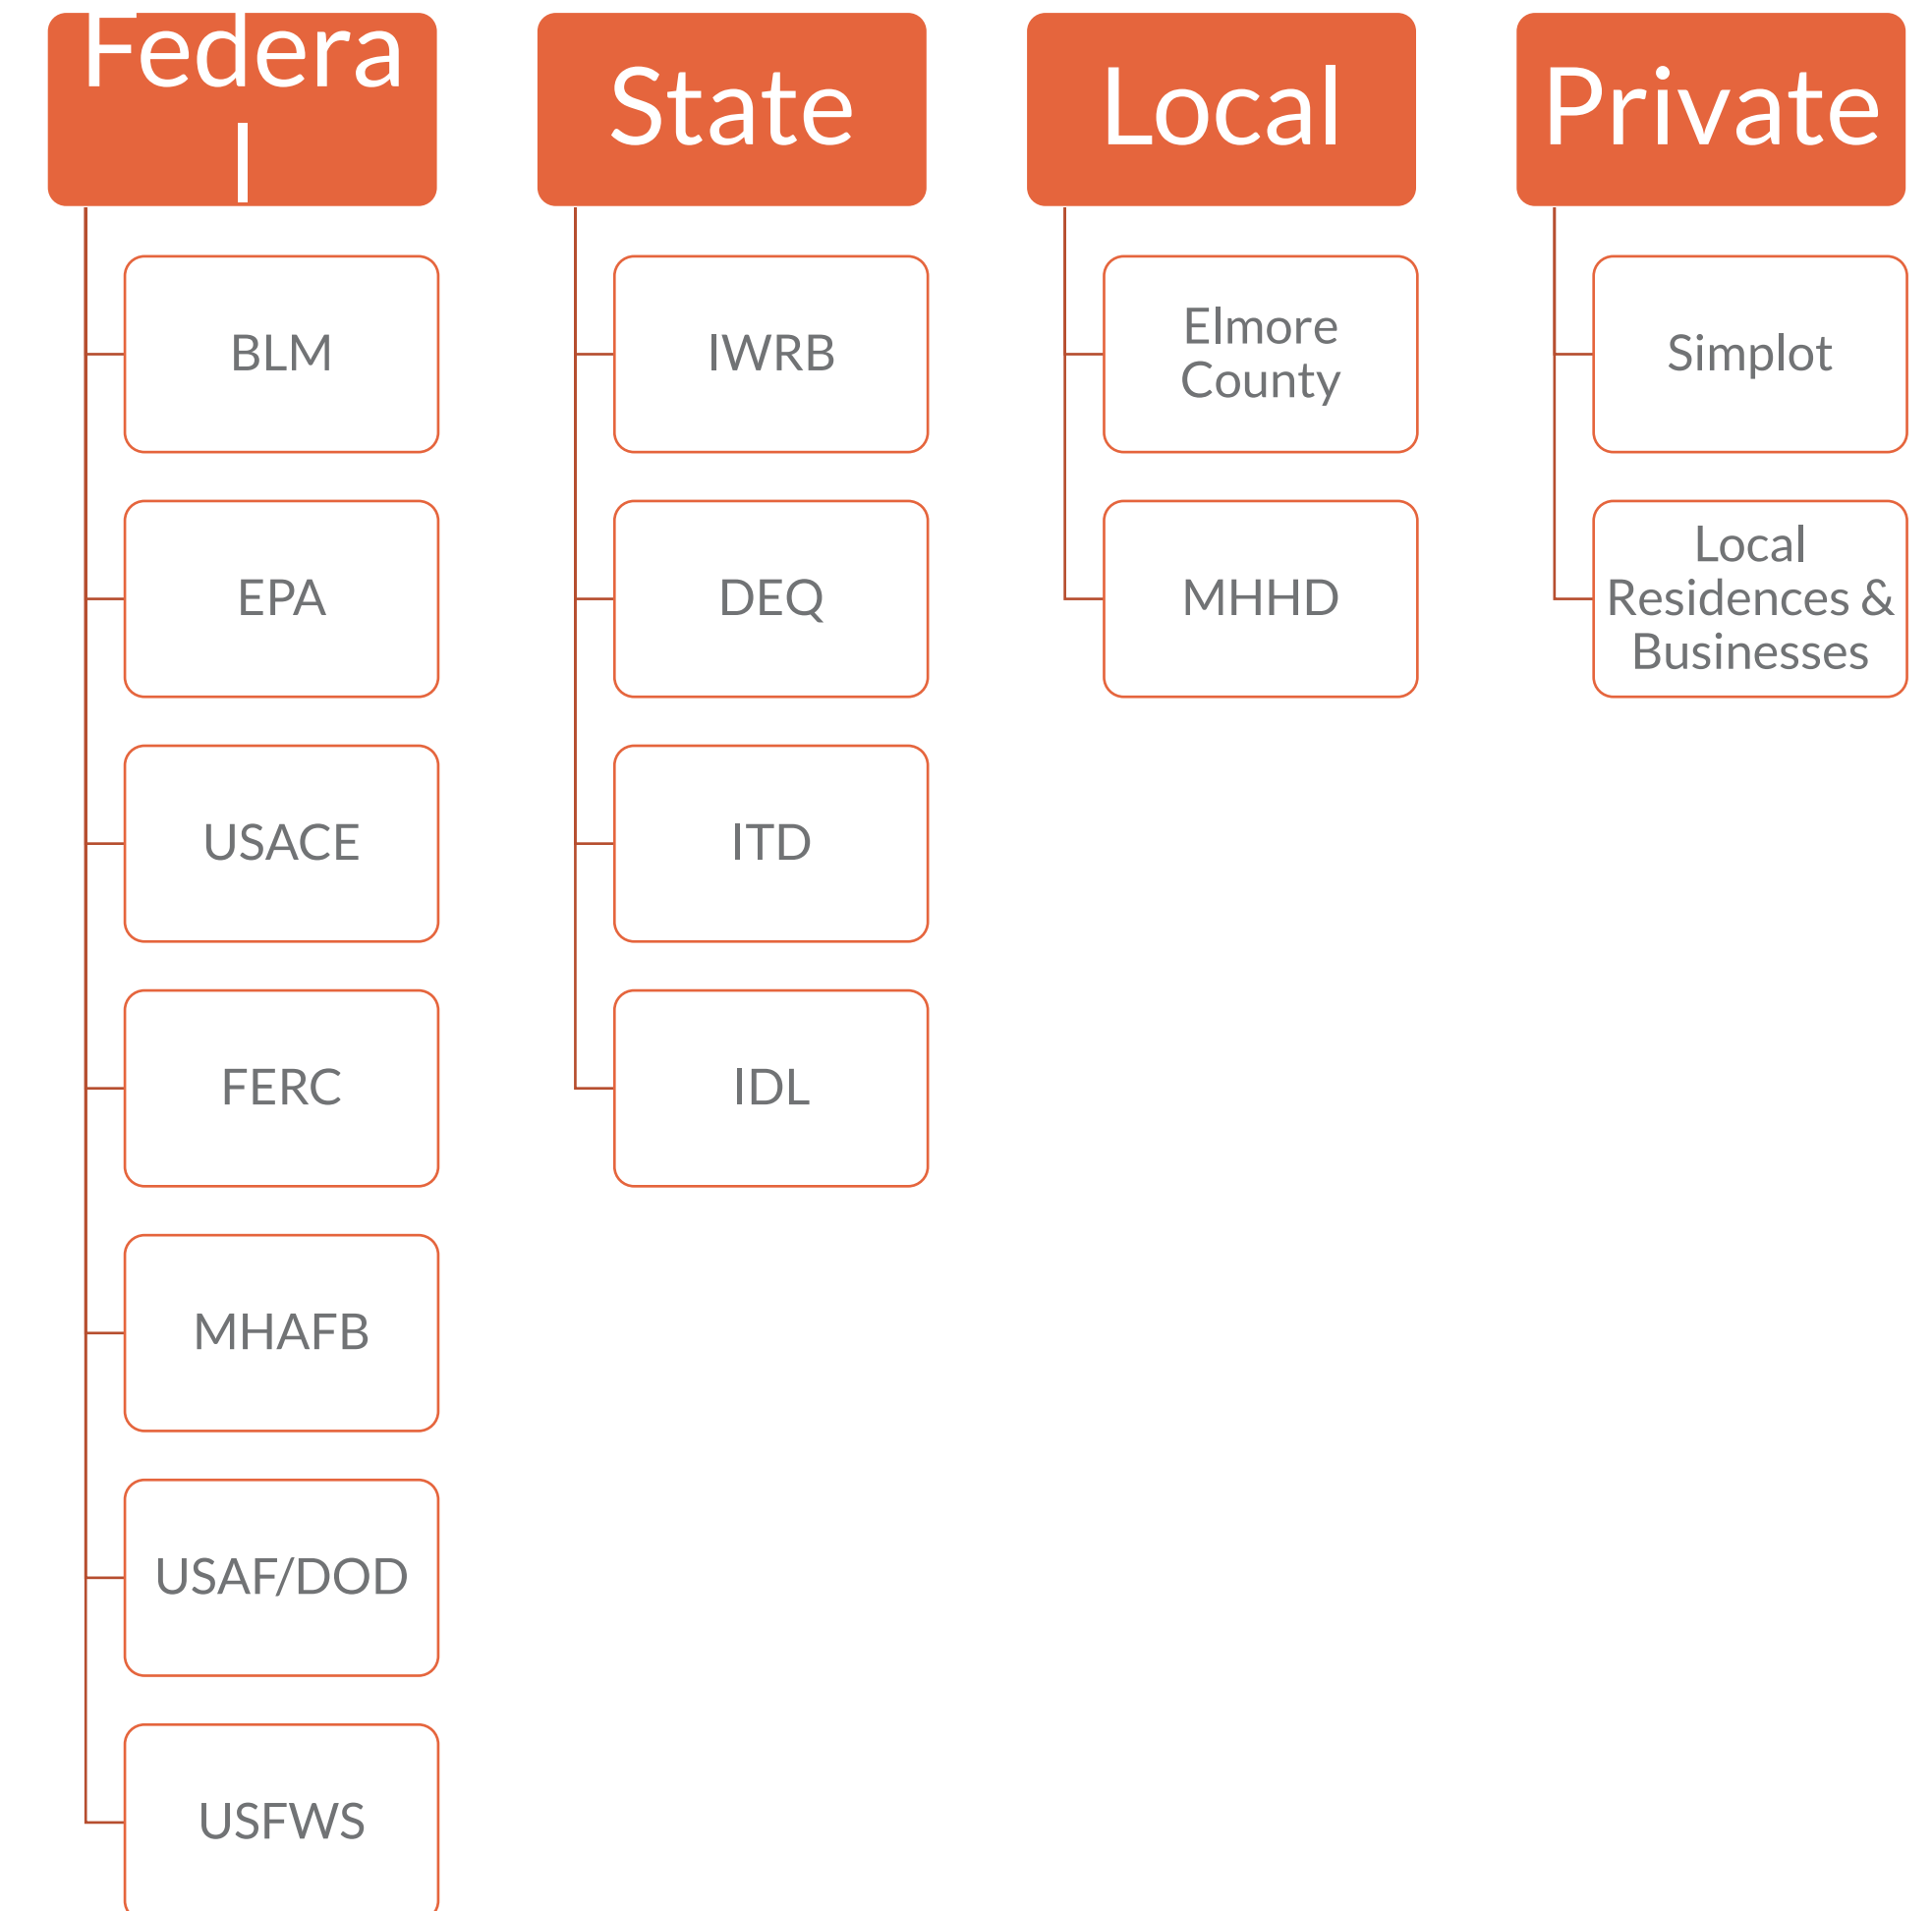 Federa
l
BLM
EPA
USACE
FERC
MHAFB
USAF/DOD
USFWS
State
IWRB
DEQ
ITD
IDL
Local
Elmore
County
MHHD
Private
Simplot
Local
Residences &
Businesses